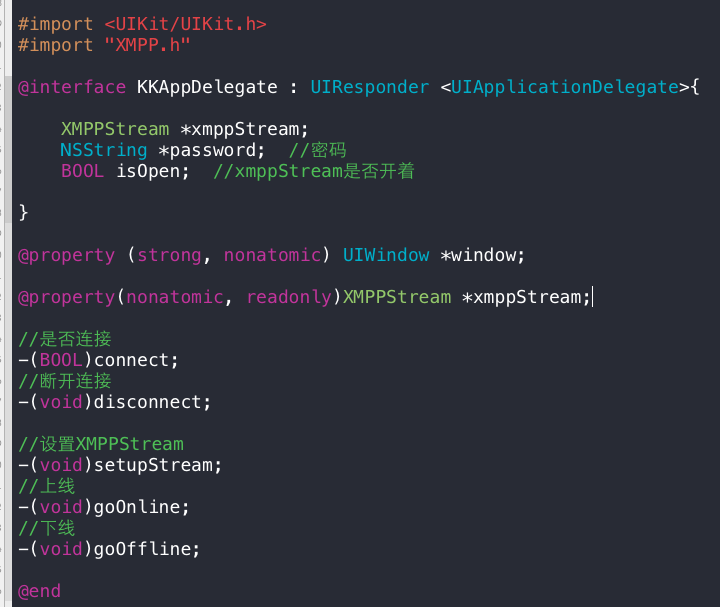 #import <UIKit/UIKit.h>
#import "XMPP.h"
@interface KKAppDelegate : UIResponder <UIApplicationDelegate>{
XMPPStream *xmppStream;
NSString *password;  //密码
BOOL isOpen;  //xmppStream是否开着
}
@property (strong, nonatomic) UIWindow *window;
@property(nonatomic, readonly)XMPPStream *xmppStream;
//是否连接
-(BOOL)connect;
//断开连接
-(void)disconnect;
//设置XMPPStream
-(void)setupStream;
//上线
-(void)goOnline;
//下线
-(void)goOffline;
@end